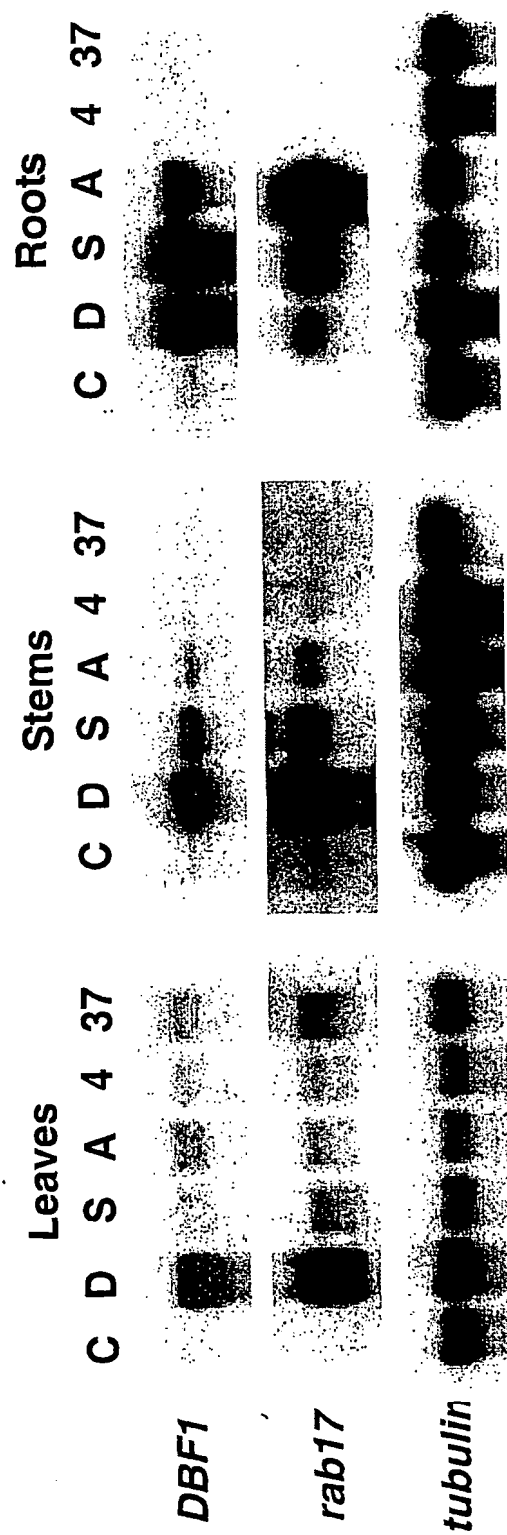 Leaves Stems Roots
C D S A 4 37 C D S A 4 37 C D S A 4 37
DBF1
rab17
tubulin